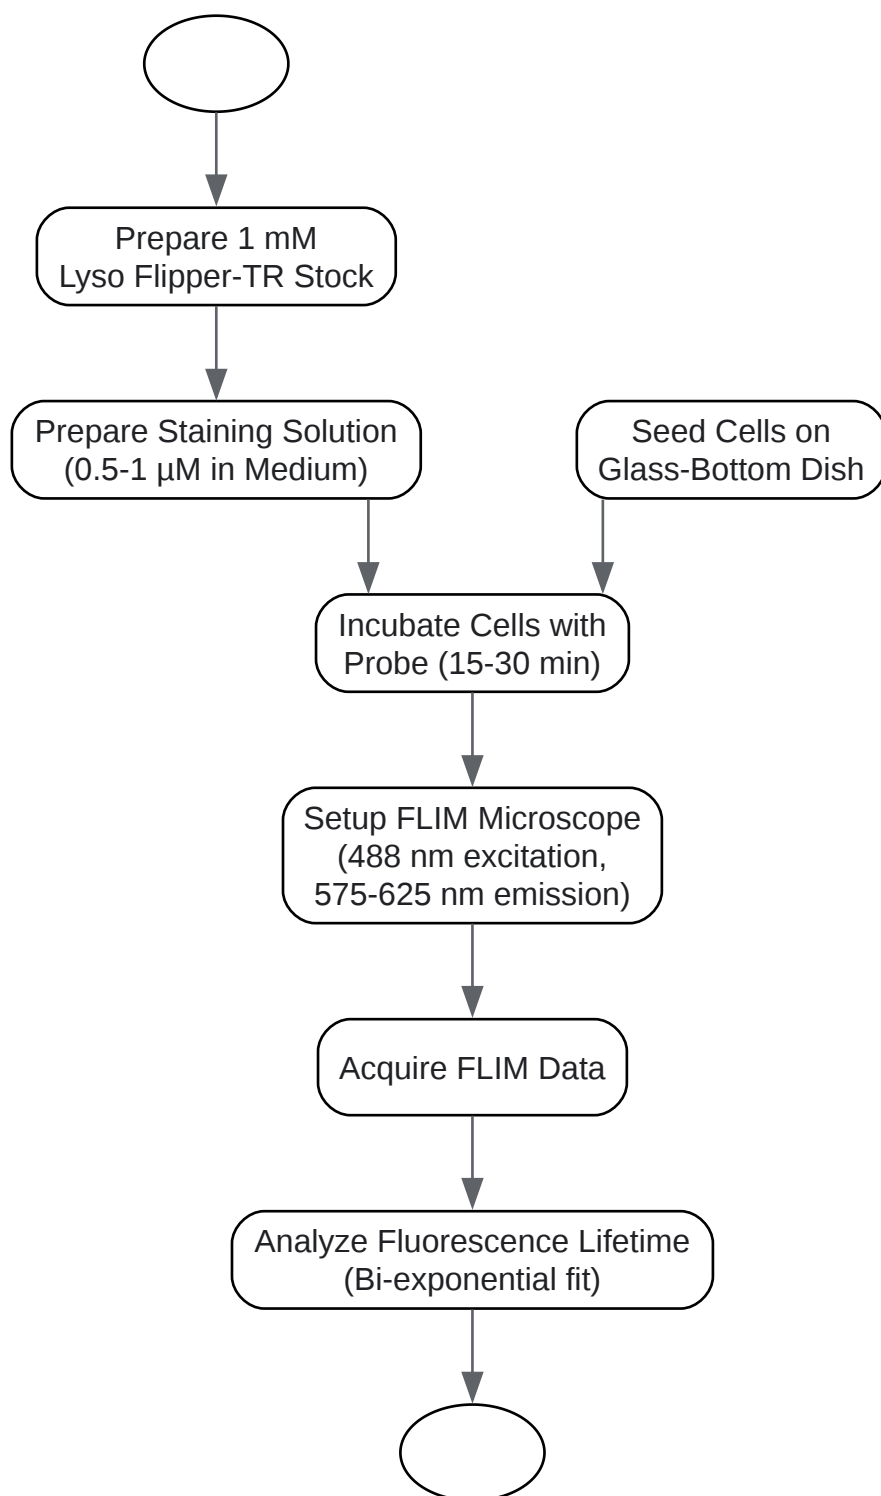 Prepare 1 mM
Lyso Flipper-TR Stock
Prepare Staining Solution
(0.5-1 µM in Medium)
Seed Cells on
Glass-Bottom Dish
Incubate Cells with
Probe (15-30 min)
Setup FLIM Microscope
(488 nm excitation,
575-625 nm emission)
Acquire FLIM Data
Analyze Fluorescence Lifetime
(Bi-exponential fit)